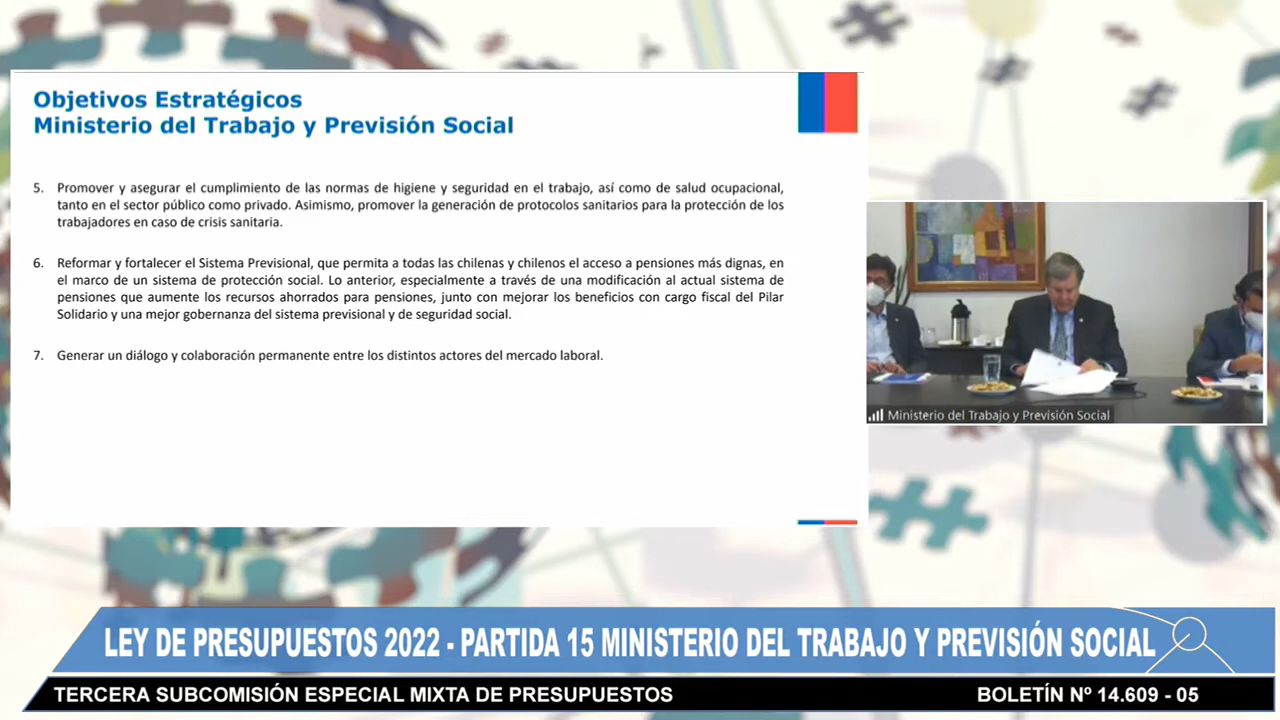 Objetivos Estratégicos
Ministerio del Trabajo y Previsión Social
5. Promover y asegurar el cumplimiento de las normas de higiene y seguridad en el trabajo, así como de salud ocupacional,
tanto en el sector público como privado. Asimismo, promover la generación de protocolos sanitarios para la protección de los
trabajadores en caso de crisis sanitaria.
6. Reformar y fortalecer el Sistema Previsional, que permita a todas las chilenas y chilenos el acceso a pensiones más dignas, en
el marco de un sistema de protección social. Lo anterior, especialmente a través de una modificación al actual sistema de
pensiones que aumente los recursos ahorrados para pensiones, junto con mejorar los beneficios con cargo fiscal del Pilar
Solidario y una mejor gobernanza del sistema previsional y de seguridad social.
7. Generar un diálogo y colaboración permanente entre los distintos actores del mercado laboral.
Ministerio del Trabajo y Previsión Social
LEY DE PRESUPUESTOS 2022 - PARTIDA 15 MINISTERIO DEL TRABAJO Y PREVISIÓN SOCIAL
TERCERA SUBCOMISIÓN ESPECIAL MIXTA DE PRESUPUESTOS
BOLETÍN Nº 14.609 - 05